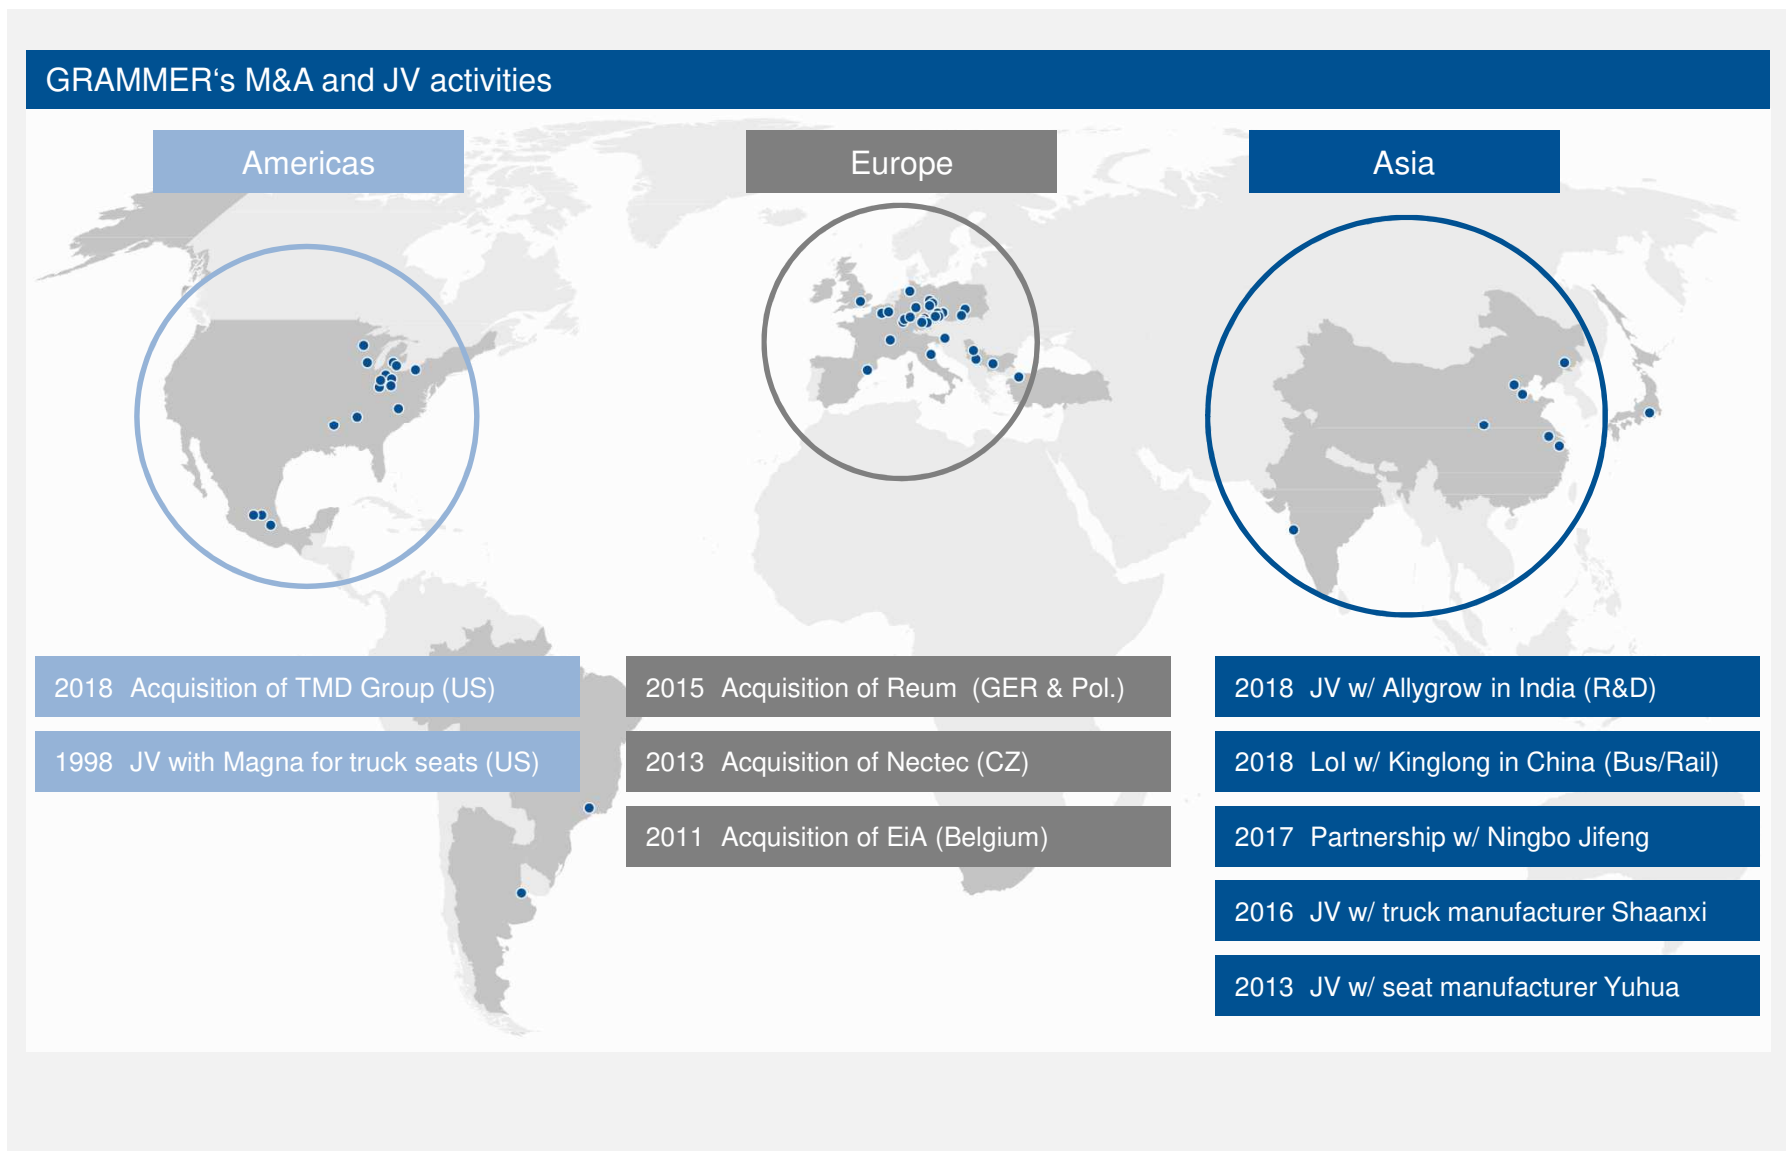 GRAMMER‘s M&A and JV activities
Americas
Europe
Asia
2018 Acquisition of TMD Group (US)
1998 JV with Magna for truck seats (US)
2015 Acquisition of Reum (GER & Pol.)
2013 Acquisition of Nectec (CZ)
2011 Acquisition of EiA (Belgium)
2018 JV w/ Allygrow in India (R&D)
2018 LoI w/ Kinglong in China (Bus/Rail)
2017 Partnership w/ Ningbo Jifeng
2016 JV w/ truck manufacturer Shaanxi
2013 JV w/ seat manufacturer Yuhua